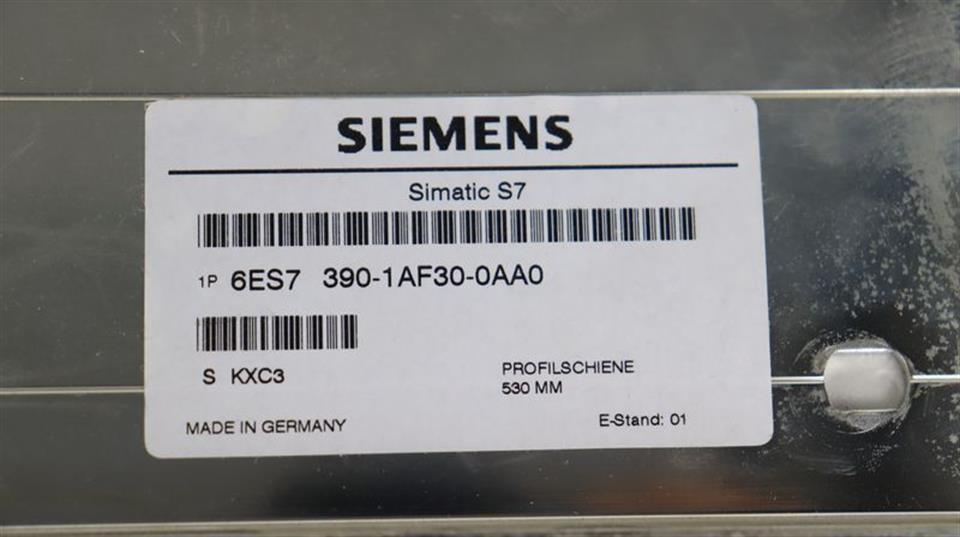 SIEMENS
Simatic S7
1P 6ES7 390-1AF30-0AA0
S KXC3
PROFILSCHIENE
530 MM
MADE IN GERMANY
E-Stand: 01